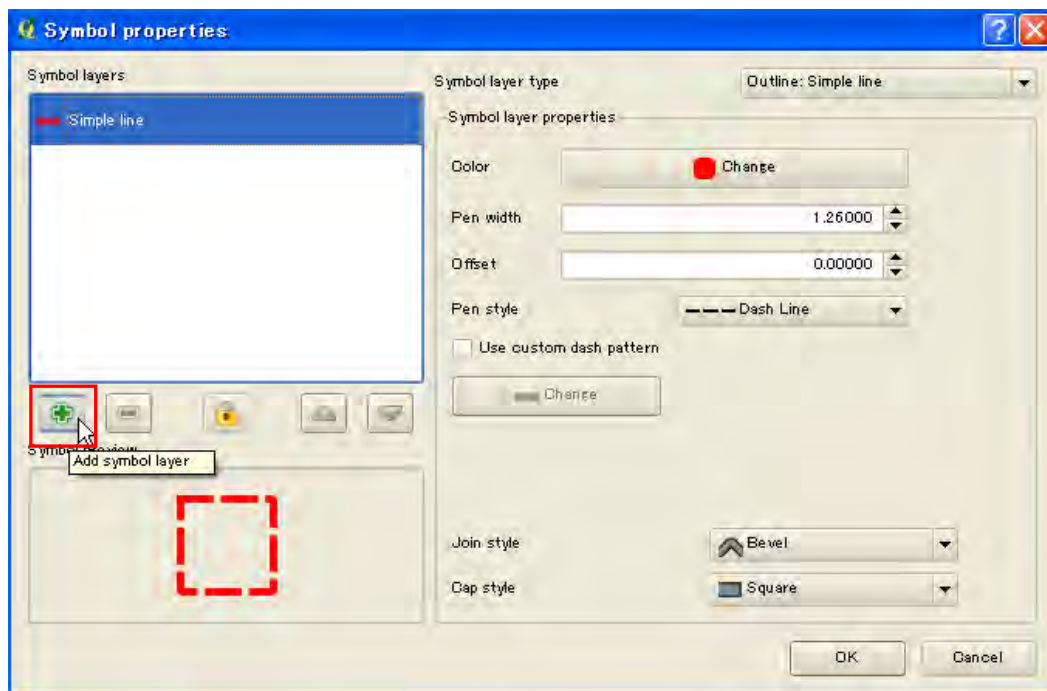 Symbol properties
Symbol layers
Simple line
Add symbol layer
Symbol layer type
Outline: Simple line
Symbol layer properties
Color
Change
Pen width
1.26000
Offset
0.00000
Pen style
Dash Line
Use custom dash pattern
Change
Join style
Bevel
Cap style
Square
OK
Cancel